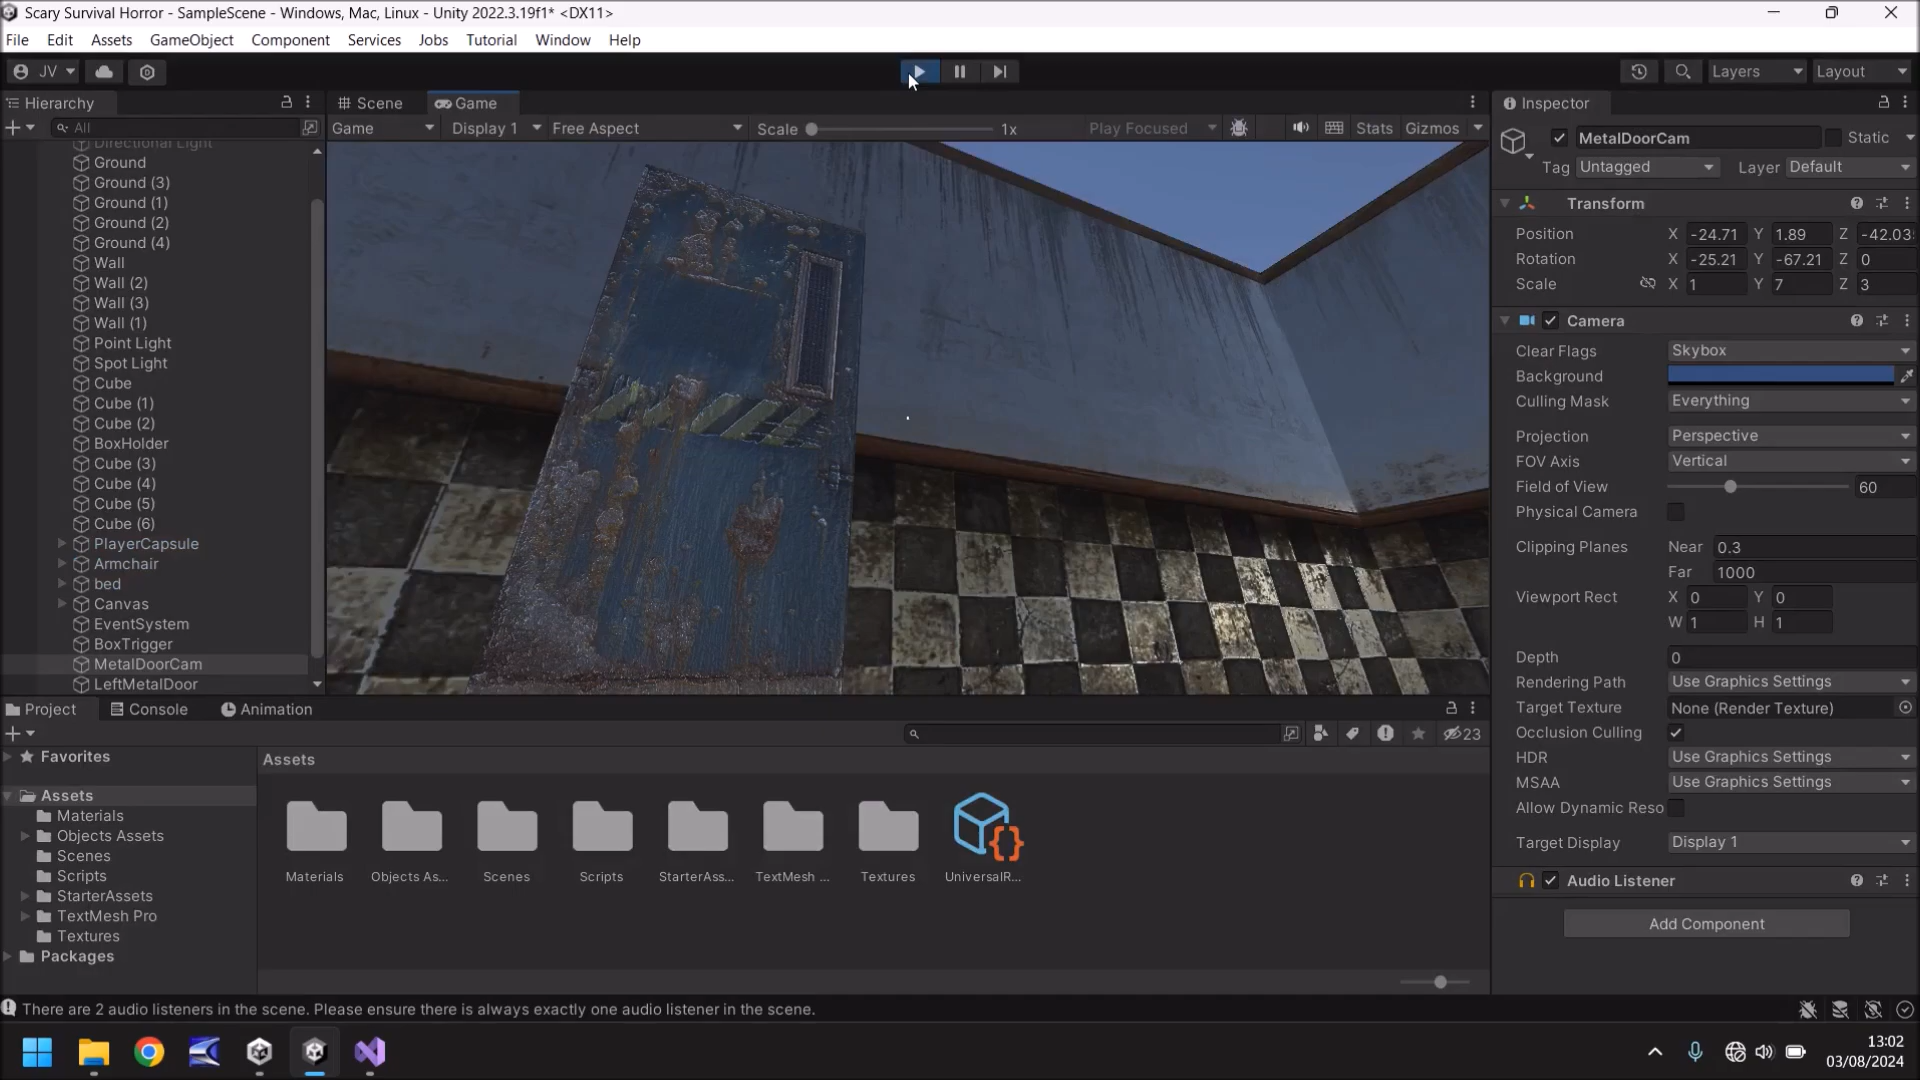 Scary Survival Horror - SampleScene - Windows, Mac, Linux - Unity 2022.3.19f1* <DX11>
File Edit Assets GameObject Component Services Jobs Tutorial Window Help
JV Layers Layout
Hierarchy
All
Directional Light
Ground
Ground (3)
Ground (1)
Ground (2)
Ground (4)
Wall
Wall (2)
Wall (3)
Wall (1)
Point Light
Spot Light
Cube
Cube (1)
Cube (2)
BoxHolder
Cube (3)
Cube (4)
Cube (5)
Cube (6)
PlayerCapsule
Armchair
bed
Canvas
EventSystem
BoxTrigger
MetalDoorCam
LeftMetalDoor
Scene Game
Game Display 1 Free Aspect Scale 1x Play Focused Stats Gizmos
Inspector
MetalDoorCam Static
Tag Untagged Layer Default
Transform
Position X -24.71 Y 1.89 Z -42.03
Rotation X -25.21 Y -67.21 Z 0
Scale X 1 Y 7 Z 3
Camera
Clear Flags Skybox
Background
Culling Mask Everything
Projection Perspective
FOV Axis Vertical
Field of View 60
Physical Camera
Clipping Planes Near 0.3
Far 1000
Viewport Rect X 0 Y 0
W 1 H 1
Depth 0
Rendering Path Use Graphics Settings
Target Texture None (Render Texture)
Occlusion Culling
HDR Use Graphics Settings
MSAA Use Graphics Settings
Allow Dynamic Reso
Target Display Display 1
Audio Listener
Add Component
Project Console Animation
23
Favorites
Assets
Materials
Objects Assets
Scenes
Scripts
StarterAssets
TextMesh Pro
Textures
Packages
Assets
Materials Objects As... Scenes Scripts StarterAss... TextMesh ... Textures UniversalR...
There are 2 audio listeners in the scene. Please ensure there is always exactly one audio listener in the scene.
13:02
03/08/2024